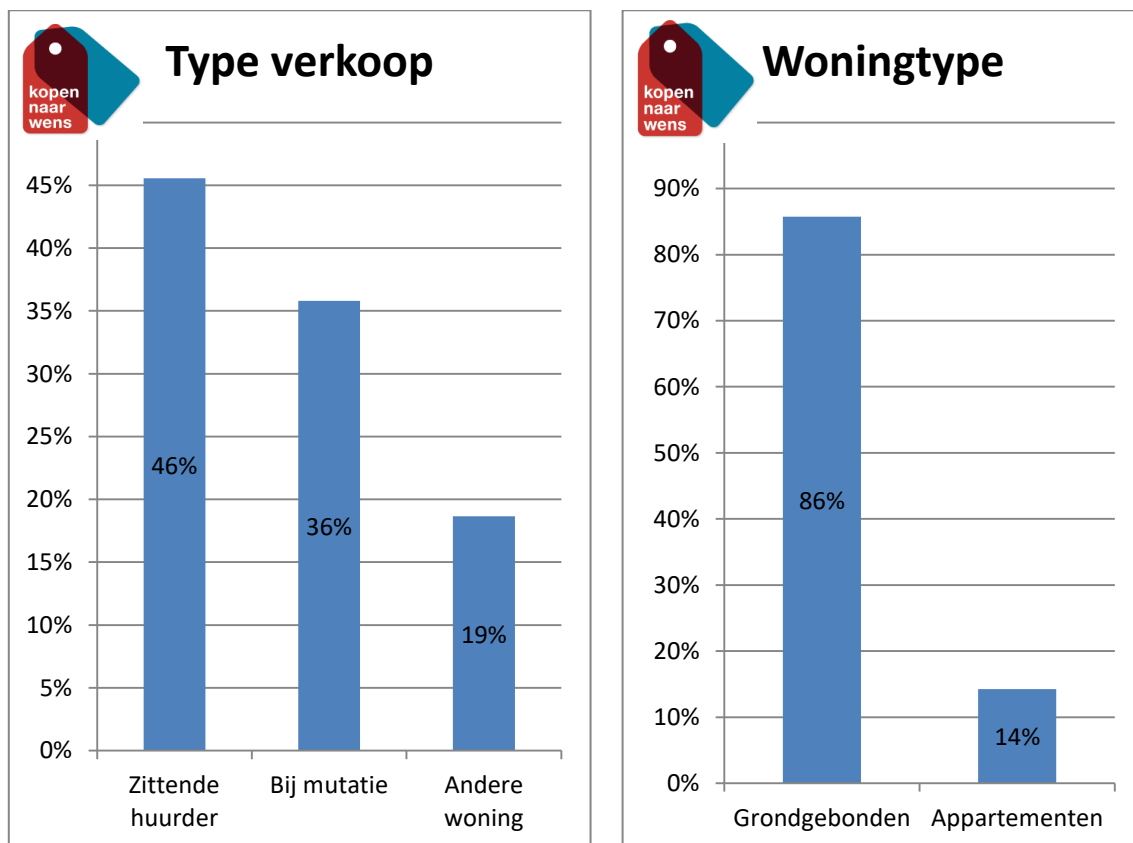 Type verkoop
kopen
naar
wens
45%
40%
35%
30%
25%
20%
15%
10%
5%
0%
46%
36%
19%
Zittende
huurder
Bij mutatie
Andere
woning
Woningtype
kopen
naar
wens
90%
80%
70%
60%
50%
40%
30%
20%
10%
0%
86%
14%
Grondgebonden
Appartementen